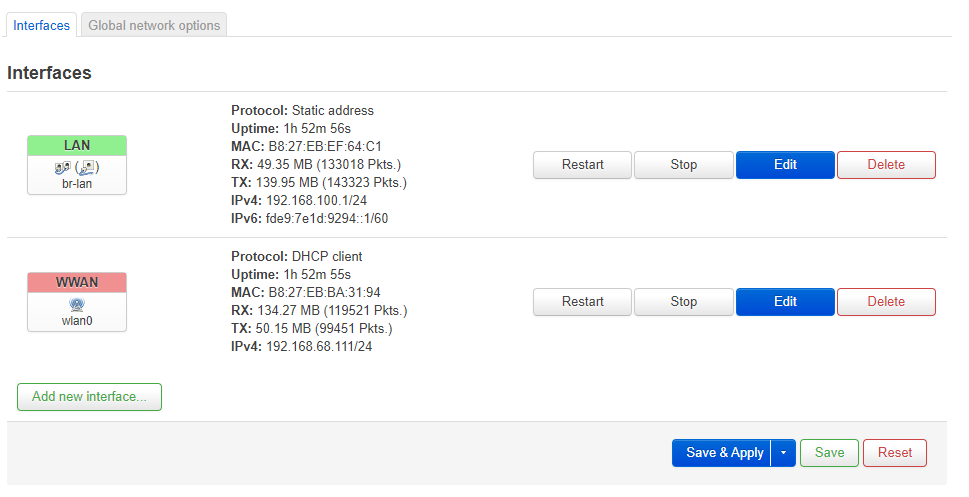 Interfaces
Global network options
Interfaces
LAN
( )
br-lan
Protocol: Static address
Uptime: 1h 52m 56s
MAC: B8:27:EB:EF:64:C1
RX: 49.35 MB (133018 Pkts.)
TX: 139.95 MB (143323 Pkts.)
IPv4: 192.168.100.1/24
IPv6: fde9:7e1d:9294::1/60
Restart
Stop
Edit
Delete
WWAN
wlan0
Protocol: DHCP client
Uptime: 1h 52m 55s
MAC: B8:27:EB:BA:31:94
RX: 134.27 MB (119521 Pkts.)
TX: 50.15 MB (99451 Pkts.)
IPv4: 192.168.68.111/24
Restart
Stop
Edit
Delete
Add new interface...
Save & Apply
Save
Reset